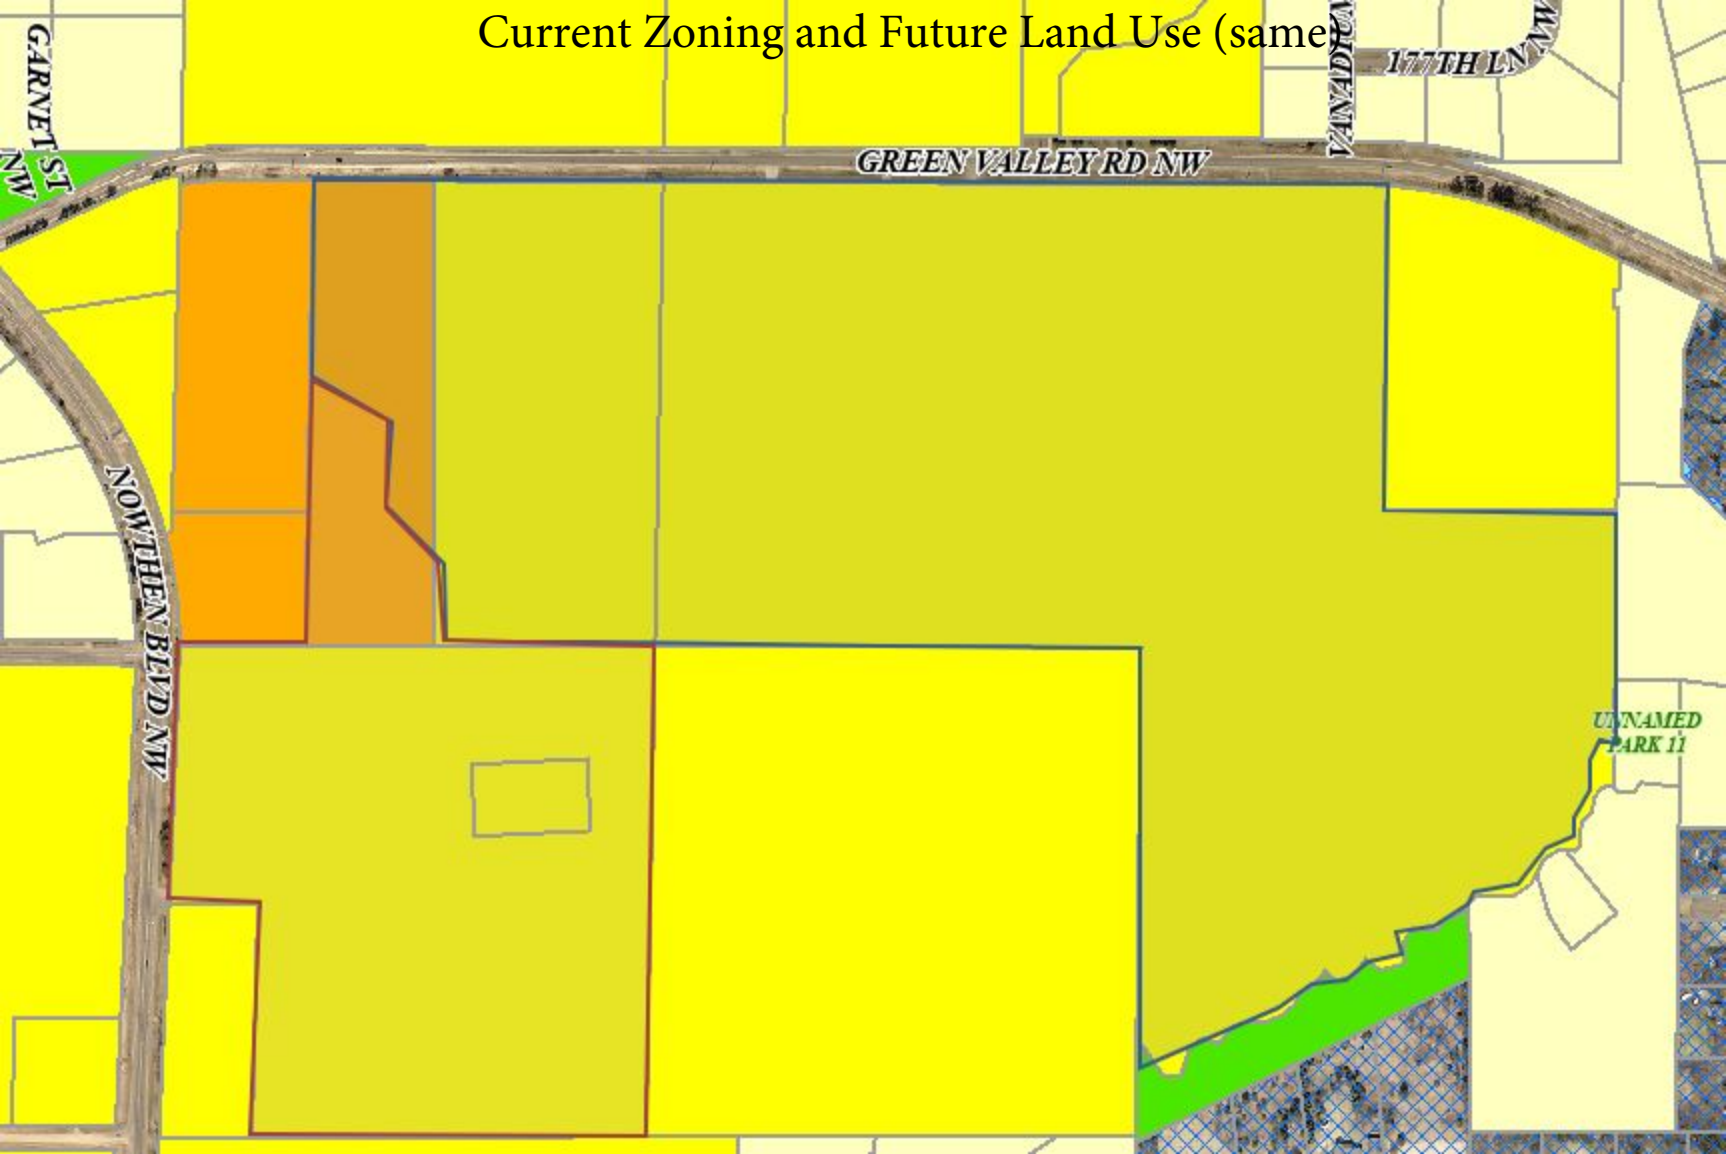 Current Zoning and Future Land Use (same)
GARNET ST
NW
VANADIUM
177TH LN NW
GREEN VALLEY RD NW
NOWTHEN BLVD NW
UNNAMED
PARK 11